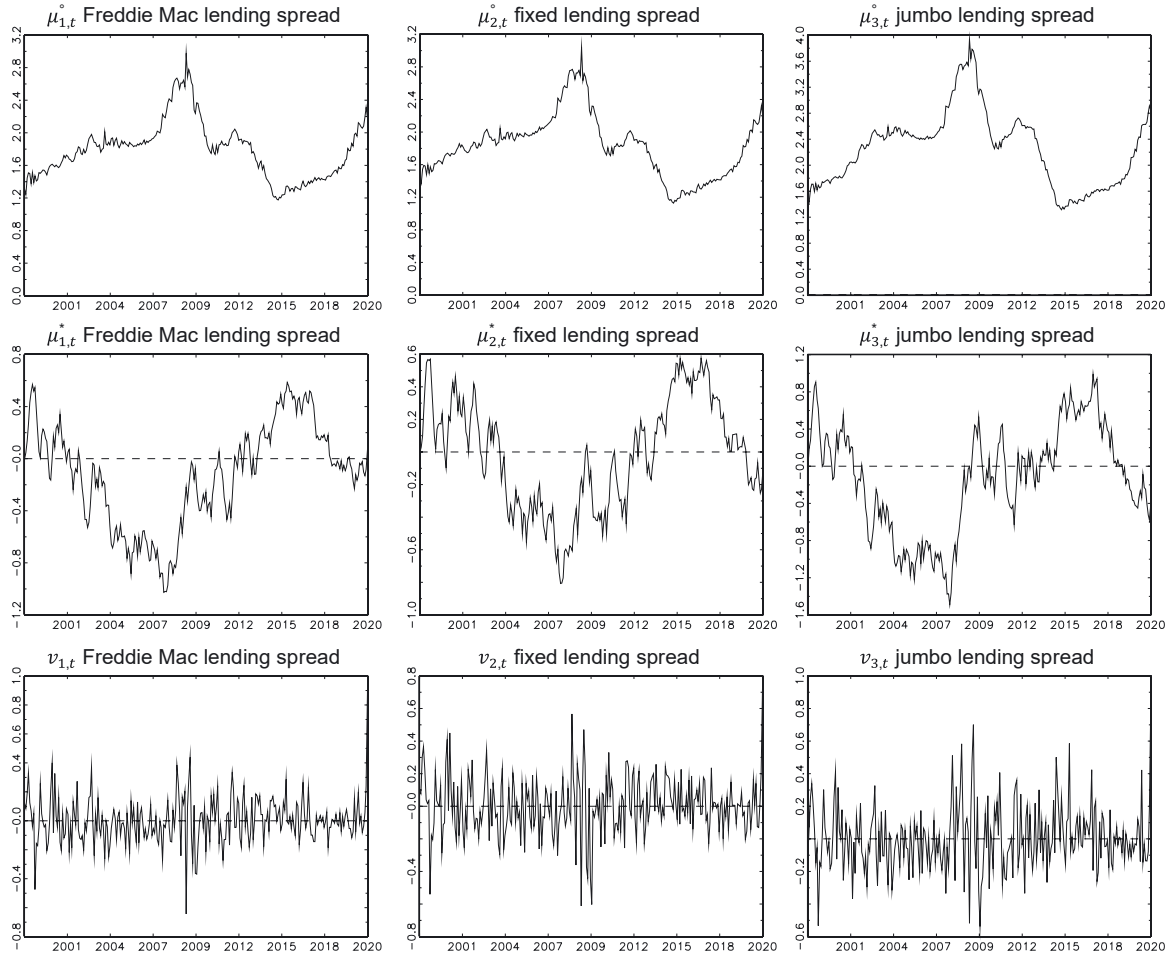 μ°1,t Freddie Mac lending spread
μ°2,t fixed lending spread
μ°3,t jumbo lending spread
3.2 2.8 2.4 2.0 1.6 1.2 0.8 0.4 0.0
3.2 2.8 2.4 2.0 1.6 1.2 0.8 0.4 0.0
4.0 3.6 3.2 2.8 2.4 2.0 1.6 1.2 0.8 0.4 0.0
2001 2004 2007 2009 2012 2015 2018 2020
2001 2004 2007 2009 2012 2015 2018 2020
2001 2004 2007 2009 2012 2015 2018 2020
μ*1,t Freddie Mac lending spread
μ*2,t fixed lending spread
μ*3,t jumbo lending spread
0.8 0.4 −0.0 −0.4 −0.8 −1.2
0.6 0.2 −0.2 −0.6 −1.0
1.2 0.8 0.4 −0.0 −0.4 −0.8 −1.2 −1.6
2001 2004 2007 2009 2012 2015 2018 2020
2001 2004 2007 2009 2012 2015 2018 2020
2001 2004 2007 2009 2012 2015 2018 2020
v1,t Freddie Mac lending spread
v2,t fixed lending spread
v3,t jumbo lending spread
1.0 0.8 0.6 0.4 0.2 −0.0 −0.4 −0.8
0.8 0.6 0.4 0.2 −0.0 −0.4 −0.8
1.0 0.6 0.2 −0.2 −0.6
2001 2004 2007 2009 2012 2015 2018 2020
2001 2004 2007 2009 2012 2015 2018 2020
2001 2004 2007 2009 2012 2015 2018 2020